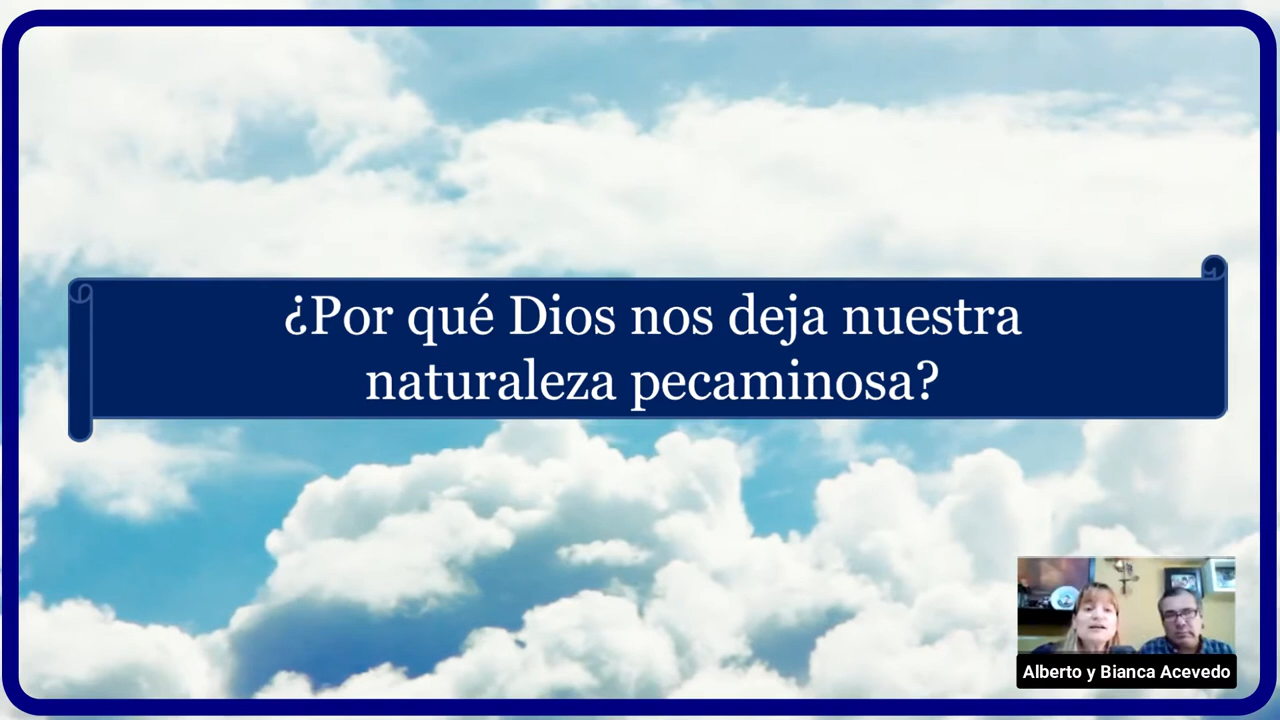 ¿Por qué Dios nos deja nuestra
naturaleza pecaminosa?
Alberto y Bianca Acevedo